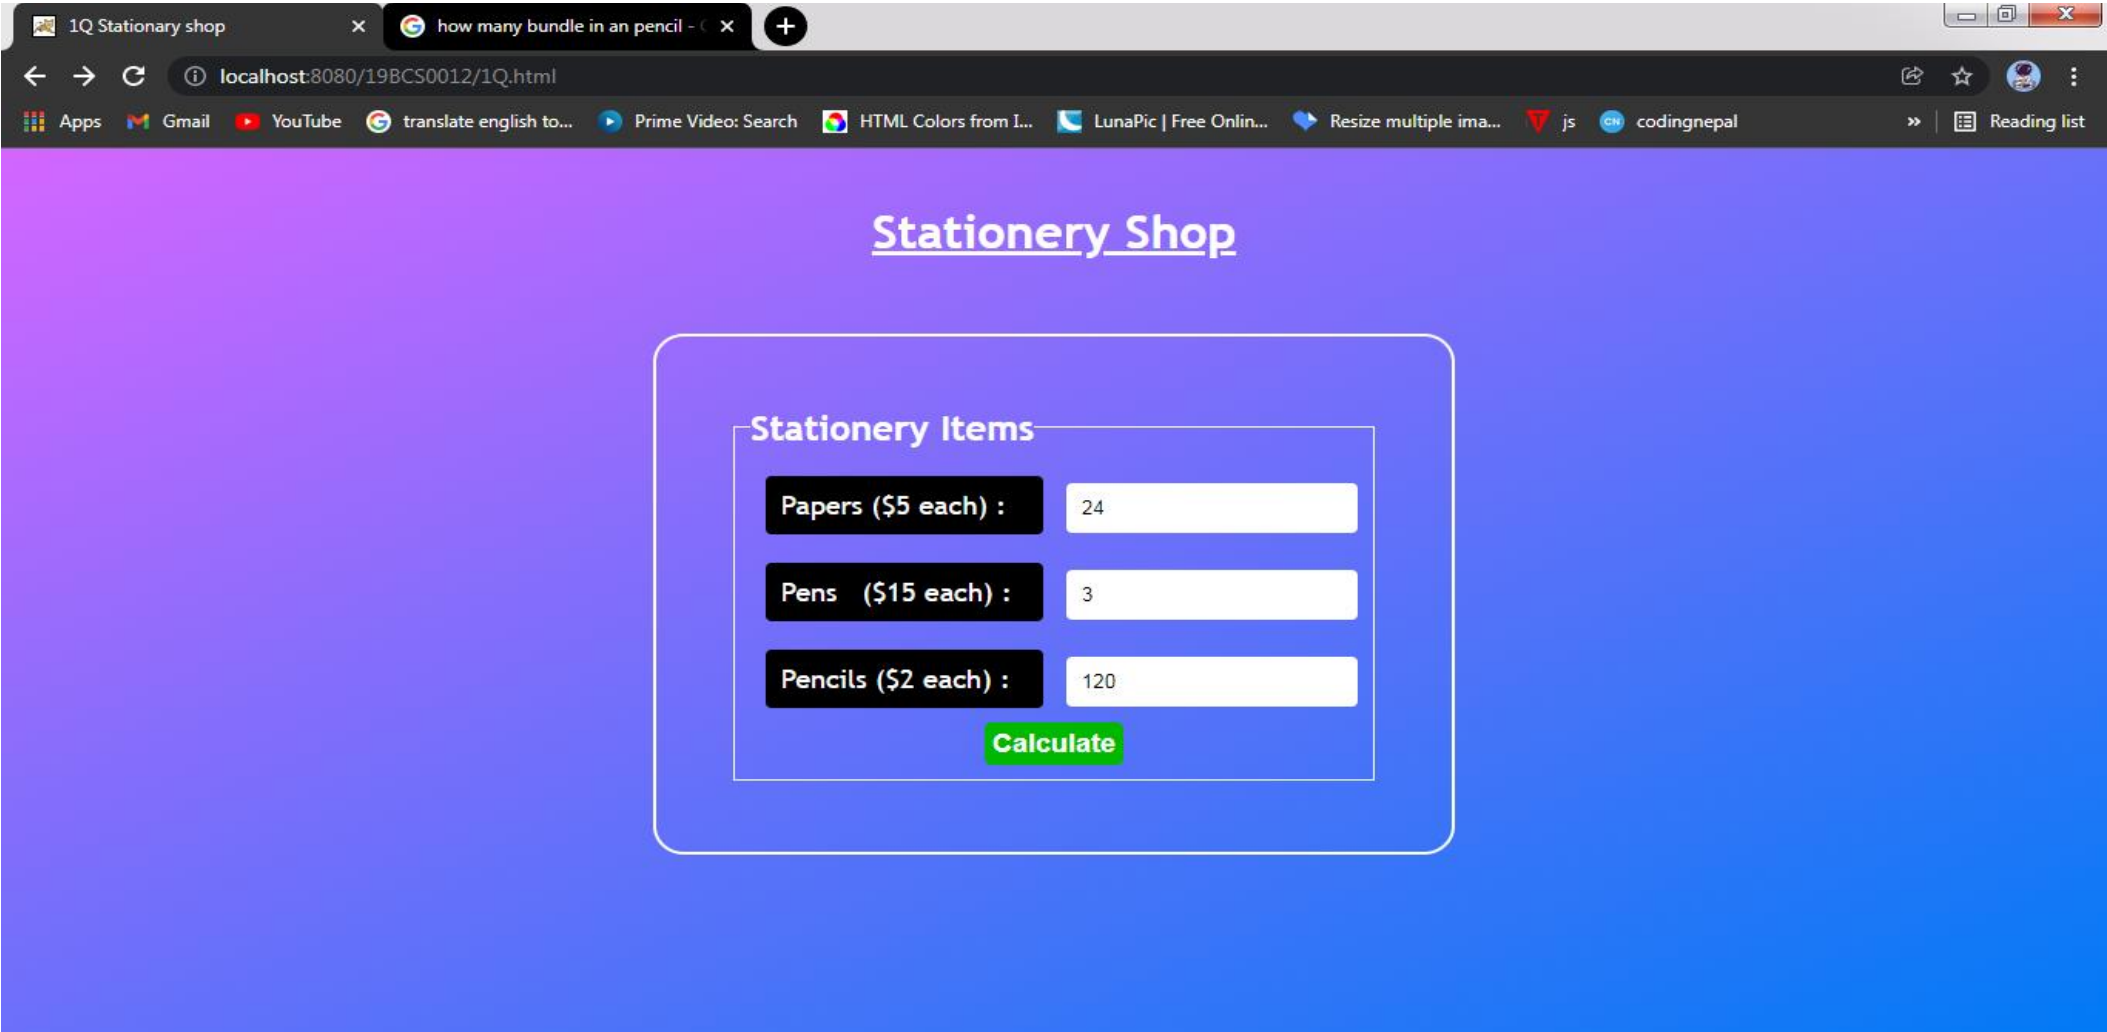 1Q Stationary shop
how many bundle in an pencil -
localhost:8080/19BCS0012/1Q.html
Apps Gmail YouTube translate english to... Prime Video: Search HTML Colors from I... LunaPic | Free Onlin... Resize multiple ima... js CN codingnepal » Reading list
Stationery Shop
Stationery Items
Papers ($5 each) : 24
Pens ($15 each) : 3
Pencils ($2 each) : 120
Calculate